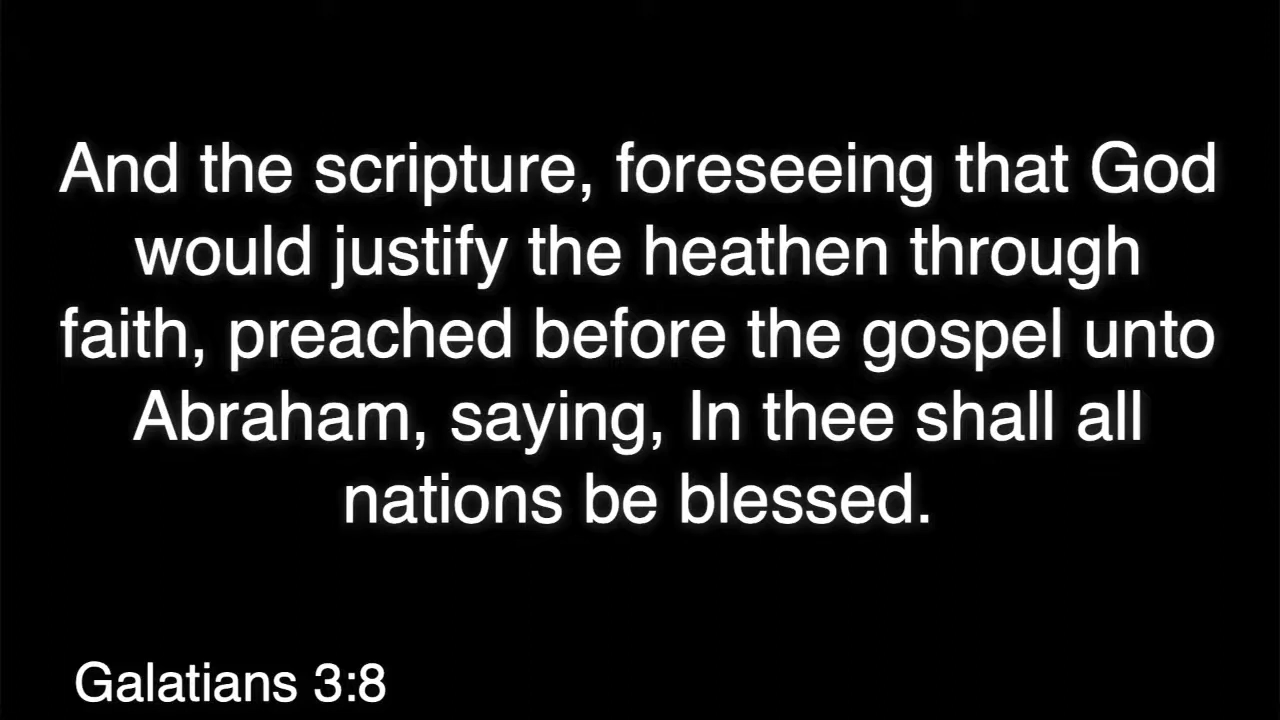 And the scripture, foreseeing that God
would justify the heathen through
faith, preached before the gospel unto
Abraham, saying, In thee shall all
nations be blessed.
Galatians 3:8